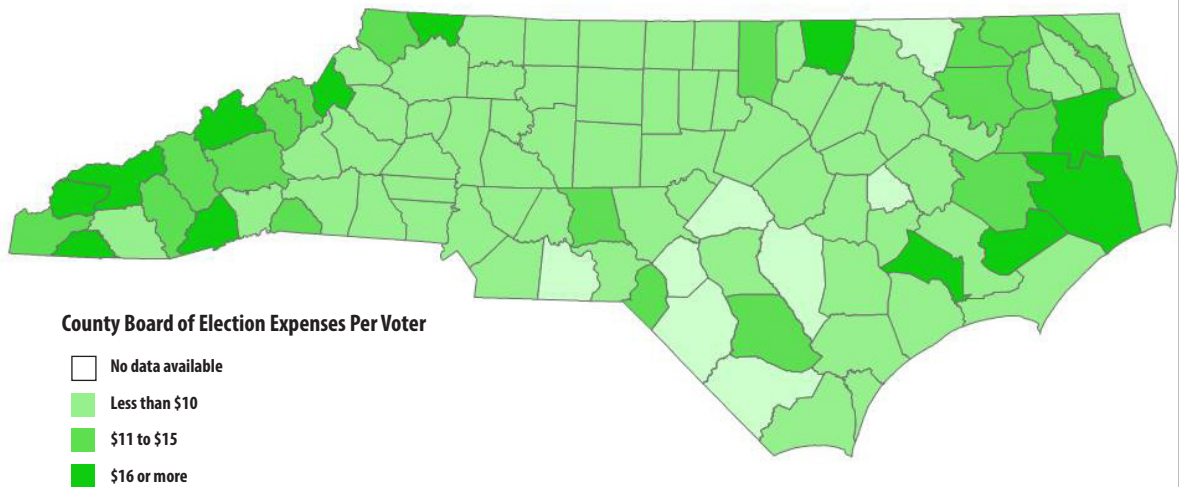 County Board of Election Expenses Per Voter
No data available
Less than $10
$11 to $15
$16 or more